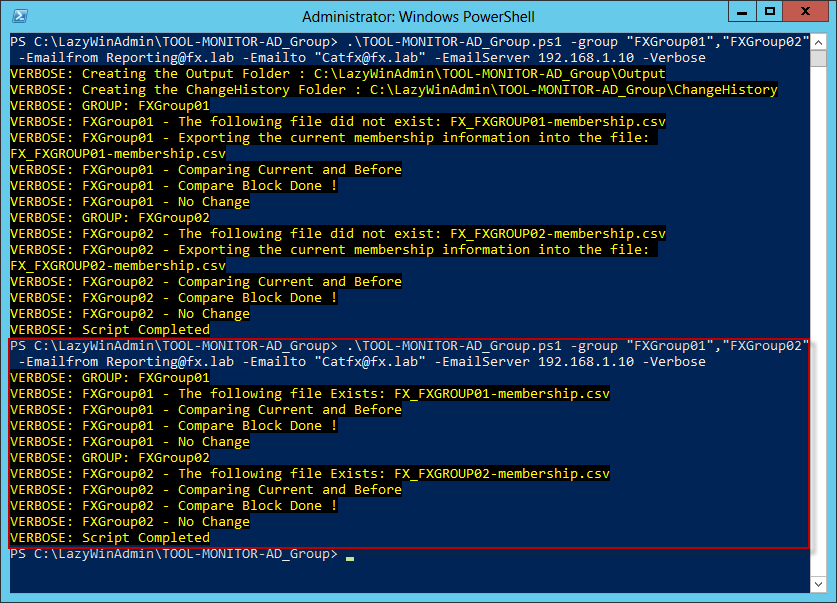 Administrator: Windows PowerShell
PS C:\LazyWinAdmin\TOOL-MONITOR-AD_Group> .\TOOL-MONITOR-AD_Group.ps1 -group "FXGroup01","FXGroup02"
-Emailfrom Reporting@fx.lab -Emailto "Catfx@fx.lab" -EmailServer 192.168.1.10 -Verbose
VERBOSE: Creating the Output Folder : C:\LazyWinAdmin\TOOL-MONITOR-AD_Group\Output
VERBOSE: Creating the ChangeHistory Folder : C:\LazyWinAdmin\TOOL-MONITOR-AD_Group\ChangeHistory
VERBOSE: GROUP: FXGroup01
VERBOSE: FXGroup01 - The following file did not exist: FX_FXGROUP01-membership.csv
VERBOSE: FXGroup01 - Exporting the current membership information into the file:
FX_FXGROUP01-membership.csv
VERBOSE: FXGroup01 - Comparing Current and Before
VERBOSE: FXGroup01 - Compare Block Done !
VERBOSE: FXGroup01 - No Change
VERBOSE: GROUP: FXGroup02
VERBOSE: FXGroup02 - The following file did not exist: FX_FXGROUP02-membership.csv
VERBOSE: FXGroup02 - Exporting the current membership information into the file:
FX_FXGROUP02-membership.csv
VERBOSE: FXGroup02 - Comparing Current and Before
VERBOSE: FXGroup02 - Compare Block Done !
VERBOSE: FXGroup02 - No Change
VERBOSE: Script Completed
PS C:\LazyWinAdmin\TOOL-MONITOR-AD_Group> .\TOOL-MONITOR-AD_Group.ps1 -group "FXGroup01","FXGroup02"
-Emailfrom Reporting@fx.lab -Emailto "Catfx@fx.lab" -EmailServer 192.168.1.10 -Verbose
VERBOSE: GROUP: FXGroup01
VERBOSE: FXGroup01 - The following file Exists: FX_FXGROUP01-membership.csv
VERBOSE: FXGroup01 - Comparing Current and Before
VERBOSE: FXGroup01 - Compare Block Done !
VERBOSE: FXGroup01 - No Change
VERBOSE: GROUP: FXGroup02
VERBOSE: FXGroup02 - The following file Exists: FX_FXGROUP02-membership.csv
VERBOSE: FXGroup02 - Comparing Current and Before
VERBOSE: FXGroup02 - Compare Block Done !
VERBOSE: FXGroup02 - No Change
VERBOSE: Script Completed
PS C:\LazyWinAdmin\TOOL-MONITOR-AD_Group>